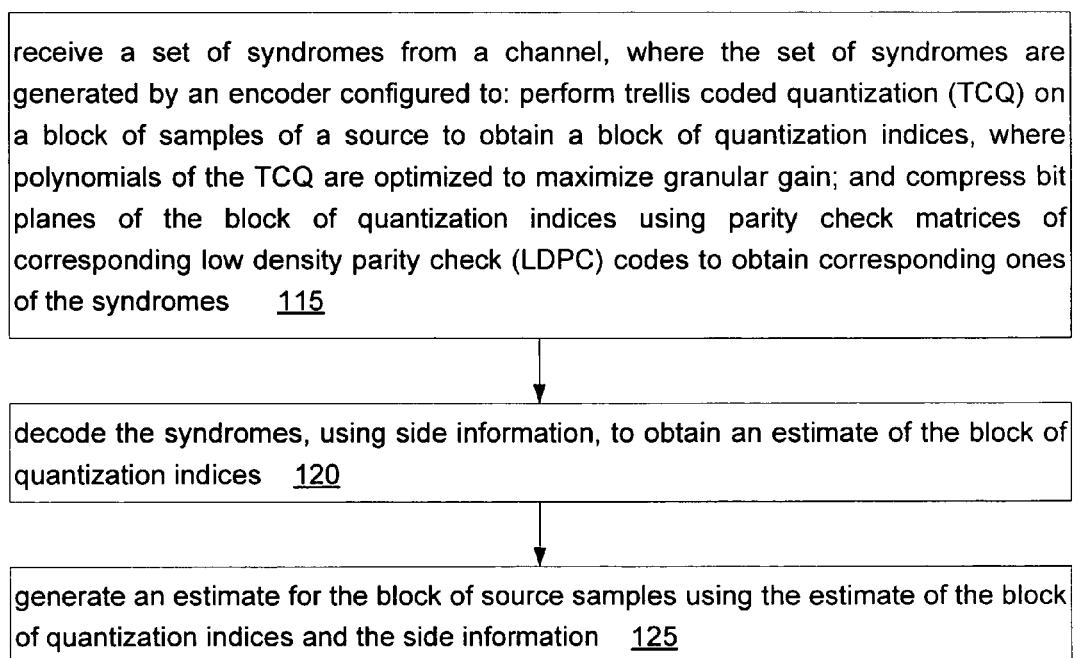 receive a set of syndromes from a channel, where the set of syndromes are
generated by an encoder configured to: perform trellis coded quantization (TCQ) on
a block of samples of a source to obtain a block of quantization indices, where
polynomials of the TCQ are optimized to maximize granular gain; and compress bit
planes of the block of quantization indices using parity check matrices of
corresponding low density parity check (LDPC) codes to obtain corresponding ones
of the syndromes 115
decode the syndromes, using side information, to obtain an estimate of the block of
quantization indices 120
generate an estimate for the block of source samples using the estimate of the block
of quantization indices and the side information 125